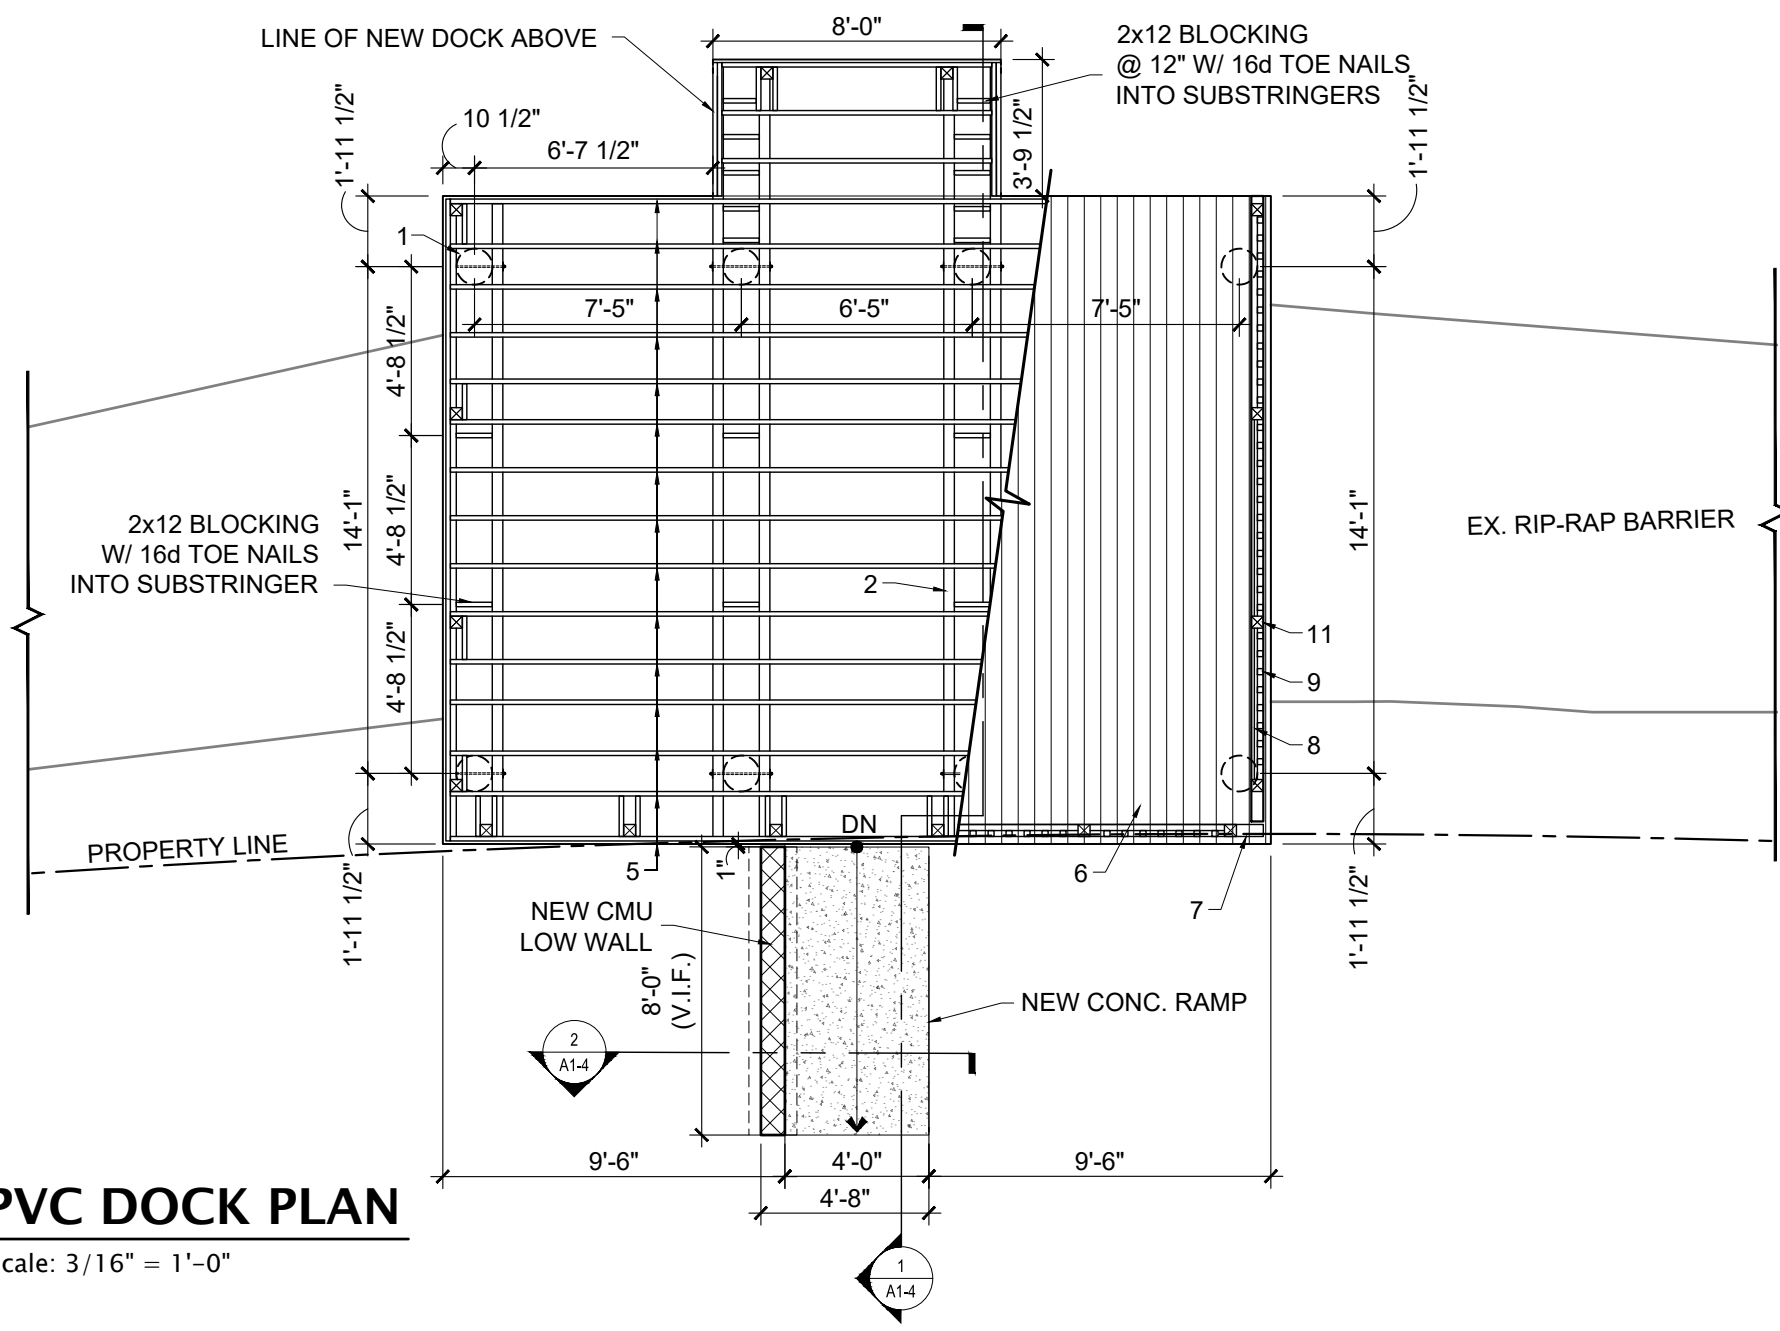 LINE OF NEW DOCK ABOVE
8'-0"
2x12 BLOCKING
@ 12" W/ 16d TOE NAILS
INTO SUBSTRINGERS
1'-11 1/2"
10 1/2"
6'-7 1/2"
3'-9 1/2"
1'-11 1/2"
1
7'-5"
6'-5"
7'-5"
4'-8 1/2"
14'-1"
4'-8 1/2"
4'-8 1/2"
2x12 BLOCKING
W/ 16d TOE NAILS
INTO SUBSTRINGER
2
14'-1"
EX. RIP-RAP BARRIER
11
9
8
PROPERTY LINE
DN
1'-11 1/2"
5
1"
6
7
1'-11 1/2"
NEW CMU
LOW WALL
8'-0"
(V.I.F.)
NEW CONC. RAMP
2
A1-4
9'-6"
4'-0"
9'-6"
4'-8"
PVC DOCK PLAN
cale: 3/16" = 1'-0"
1
A1-4